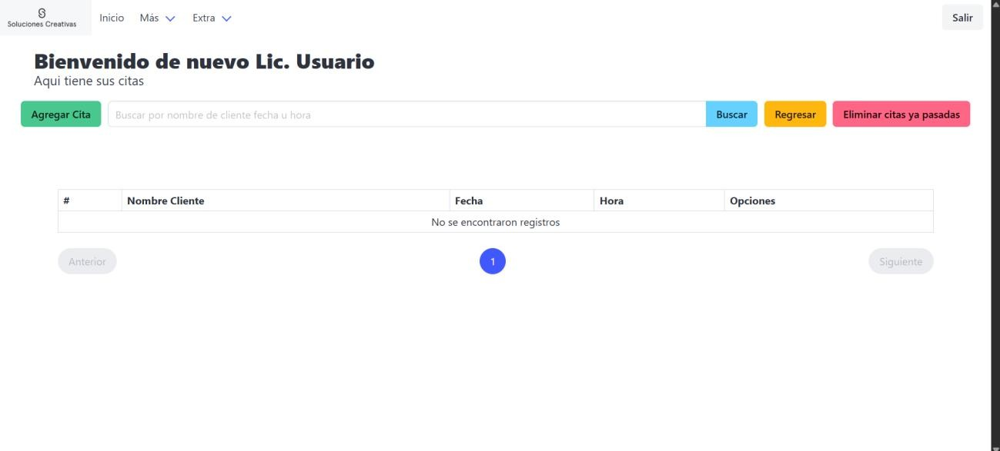 Soluciones Creativas
Inicio Más Extra Salir
Bienvenido de nuevo Lic. Usuario
Aqui tiene sus citas
Agregar Cita Buscar por nombre de cliente fecha u hora Buscar Regresar Eliminar citas ya pasadas
# Nombre Cliente Fecha Hora Opciones
No se encontraron registros
Anterior 1 Siguiente